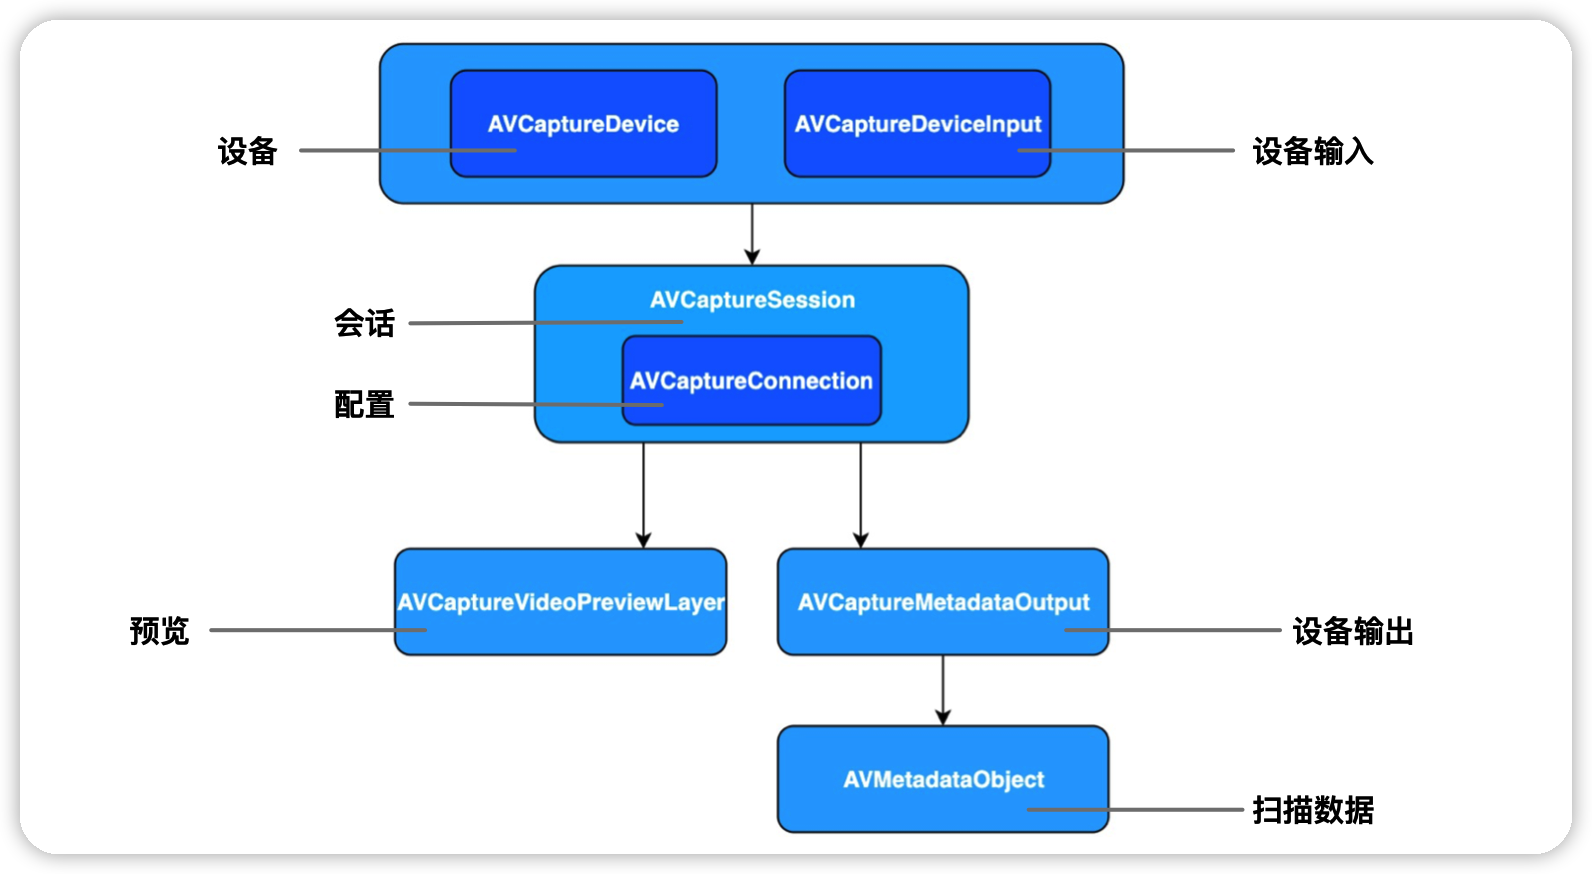 AVCaptureDevice
AVCaptureDeviceInput
设备
设备输入
AVCaptureSession
会话
AVCaptureConnection
配置
AVCaptureVideoPreviewLayer
AVCaptureMetadataOutput
预览
设备输出
AVMetadataObject
扫描数据